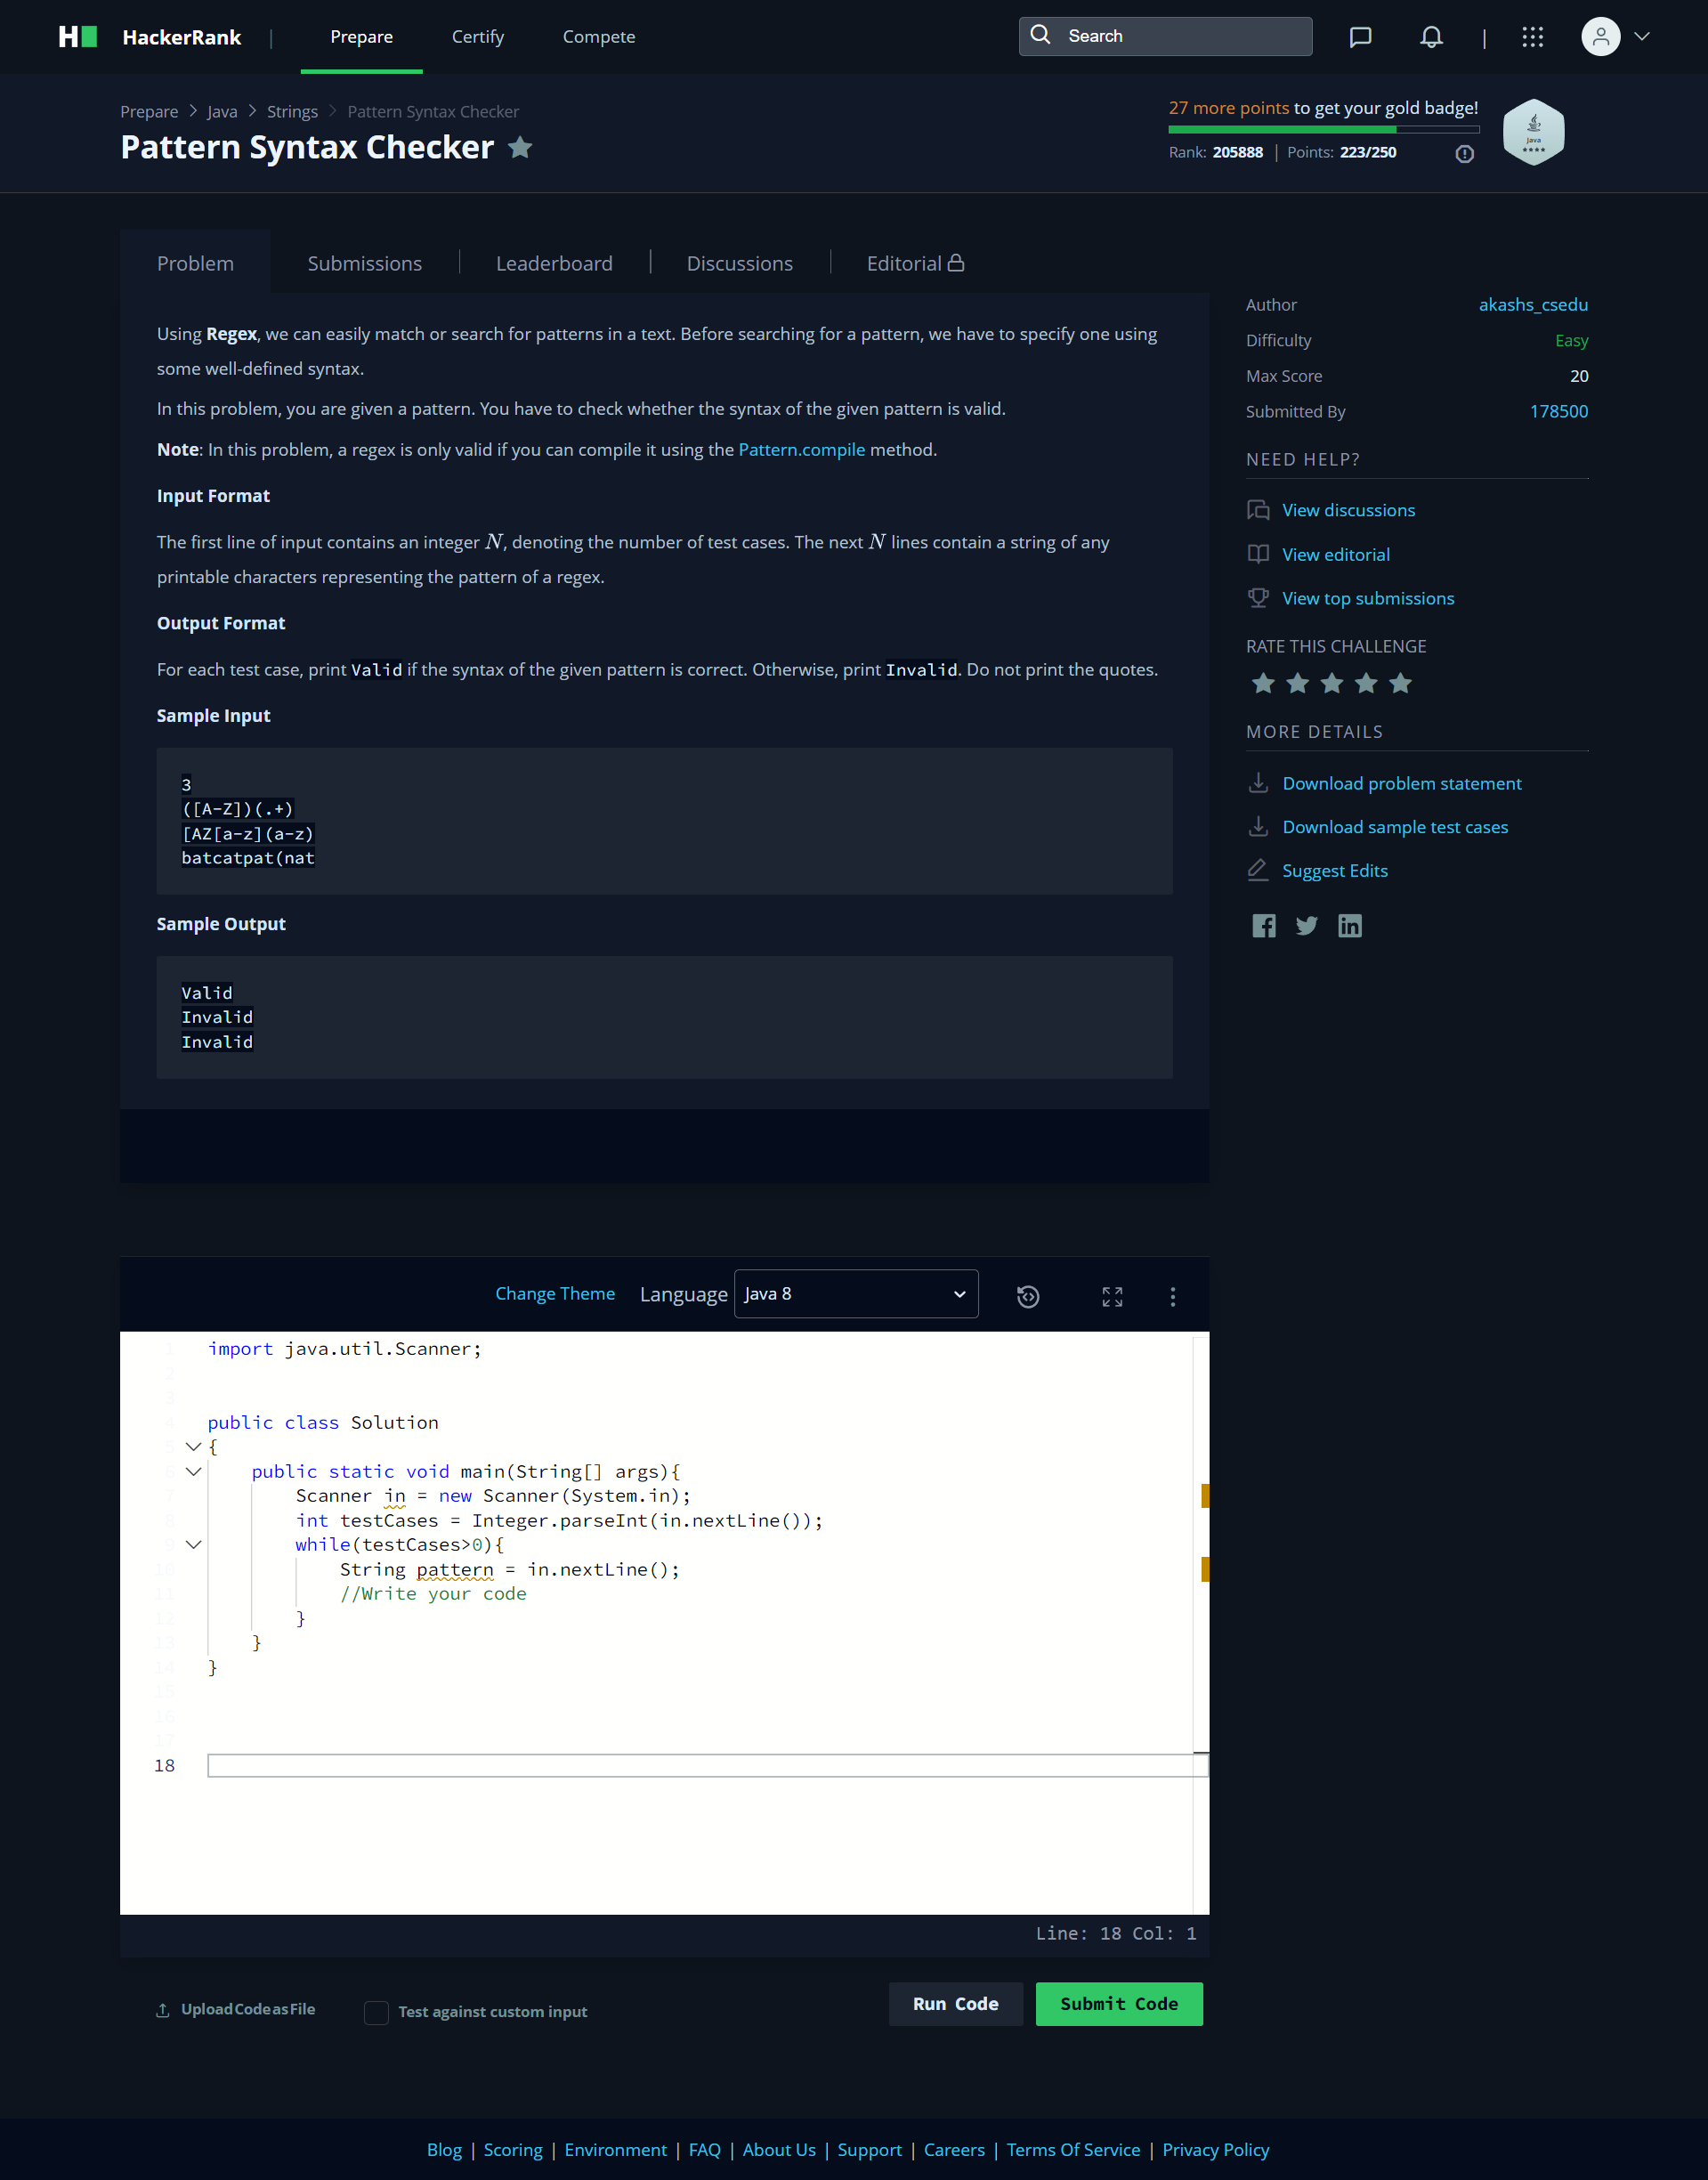 HackerRank | Prepare Certify Compete Search |
Prepare > Java > Strings > Pattern Syntax Checker
Pattern Syntax Checker
27 more points to get your gold badge!
Rank: 205888 | Points: 223/250
Java
Problem
Submissions | Leaderboard | Discussions | Editorial
Using Regex, we can easily match or search for patterns in a text. Before searching for a pattern, we have to specify one using
some well-defined syntax.
In this problem, you are given a pattern. You have to check whether the syntax of the given pattern is valid.
Note: In this problem, a regex is only valid if you can compile it using the Pattern.compile method.
Input Format
The first line of input contains an integer N, denoting the number of test cases. The next N lines contain a string of any
printable characters representing the pattern of a regex.
Output Format
For each test case, print Valid if the syntax of the given pattern is correct. Otherwise, print Invalid. Do not print the quotes.
Sample Input
3
([A-Z])(.+)
[AZ[a-z](a-z)
batcatpat(nat
Sample Output
Valid
Invalid
Invalid
Author akashs_csedu
Difficulty Easy
Max Score 20
Submitted By 178500
NEED HELP?
View discussions
View editorial
View top submissions
RATE THIS CHALLENGE
MORE DETAILS
Download problem statement
Download sample test cases
Suggest Edits
Change Theme Language Java 8
1 import java.util.Scanner;
2
3
4 public class Solution
5 {
6 public static void main(String[] args){
7 Scanner in = new Scanner(System.in);
8 int testCases = Integer.parseInt(in.nextLine());
9 while(testCases>0){
10 String pattern = in.nextLine();
11 //Write your code
12 }
13 }
14 }
15
16
17
18
Line: 18 Col: 1
Upload Code as File
Test against custom input
Run Code
Submit Code
Blog | Scoring | Environment | FAQ | About Us | Support | Careers | Terms Of Service | Privacy Policy